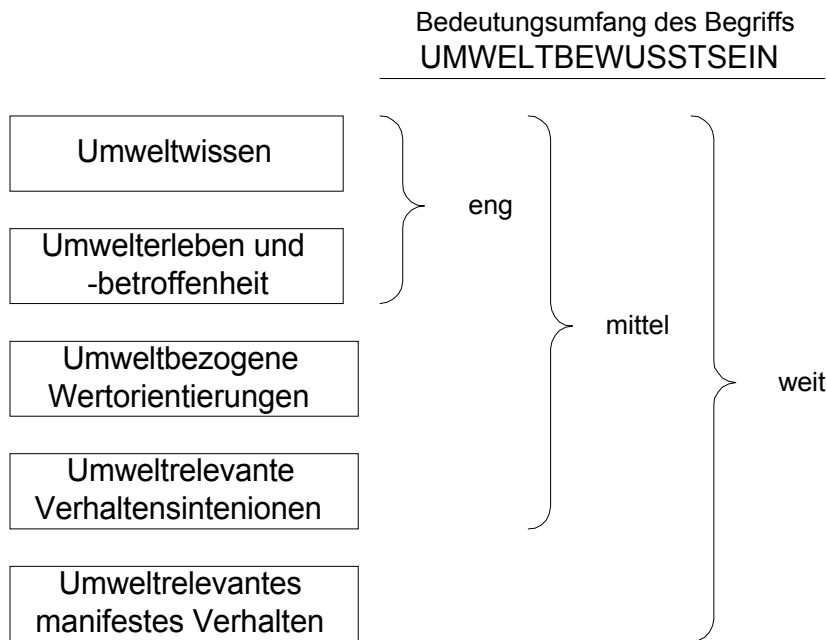 Bedeutungsumfang des Begriffs
UMWELTBEWUSSTSEIN
Umweltwissen
eng
Umwelterleben und
-betroffenheit
mittel
Umweltbezogene
Wertorientierungen
weit
Umweltrelevante
Verhaltensintenionen
Umweltrelevantes
manifestes Verhalten